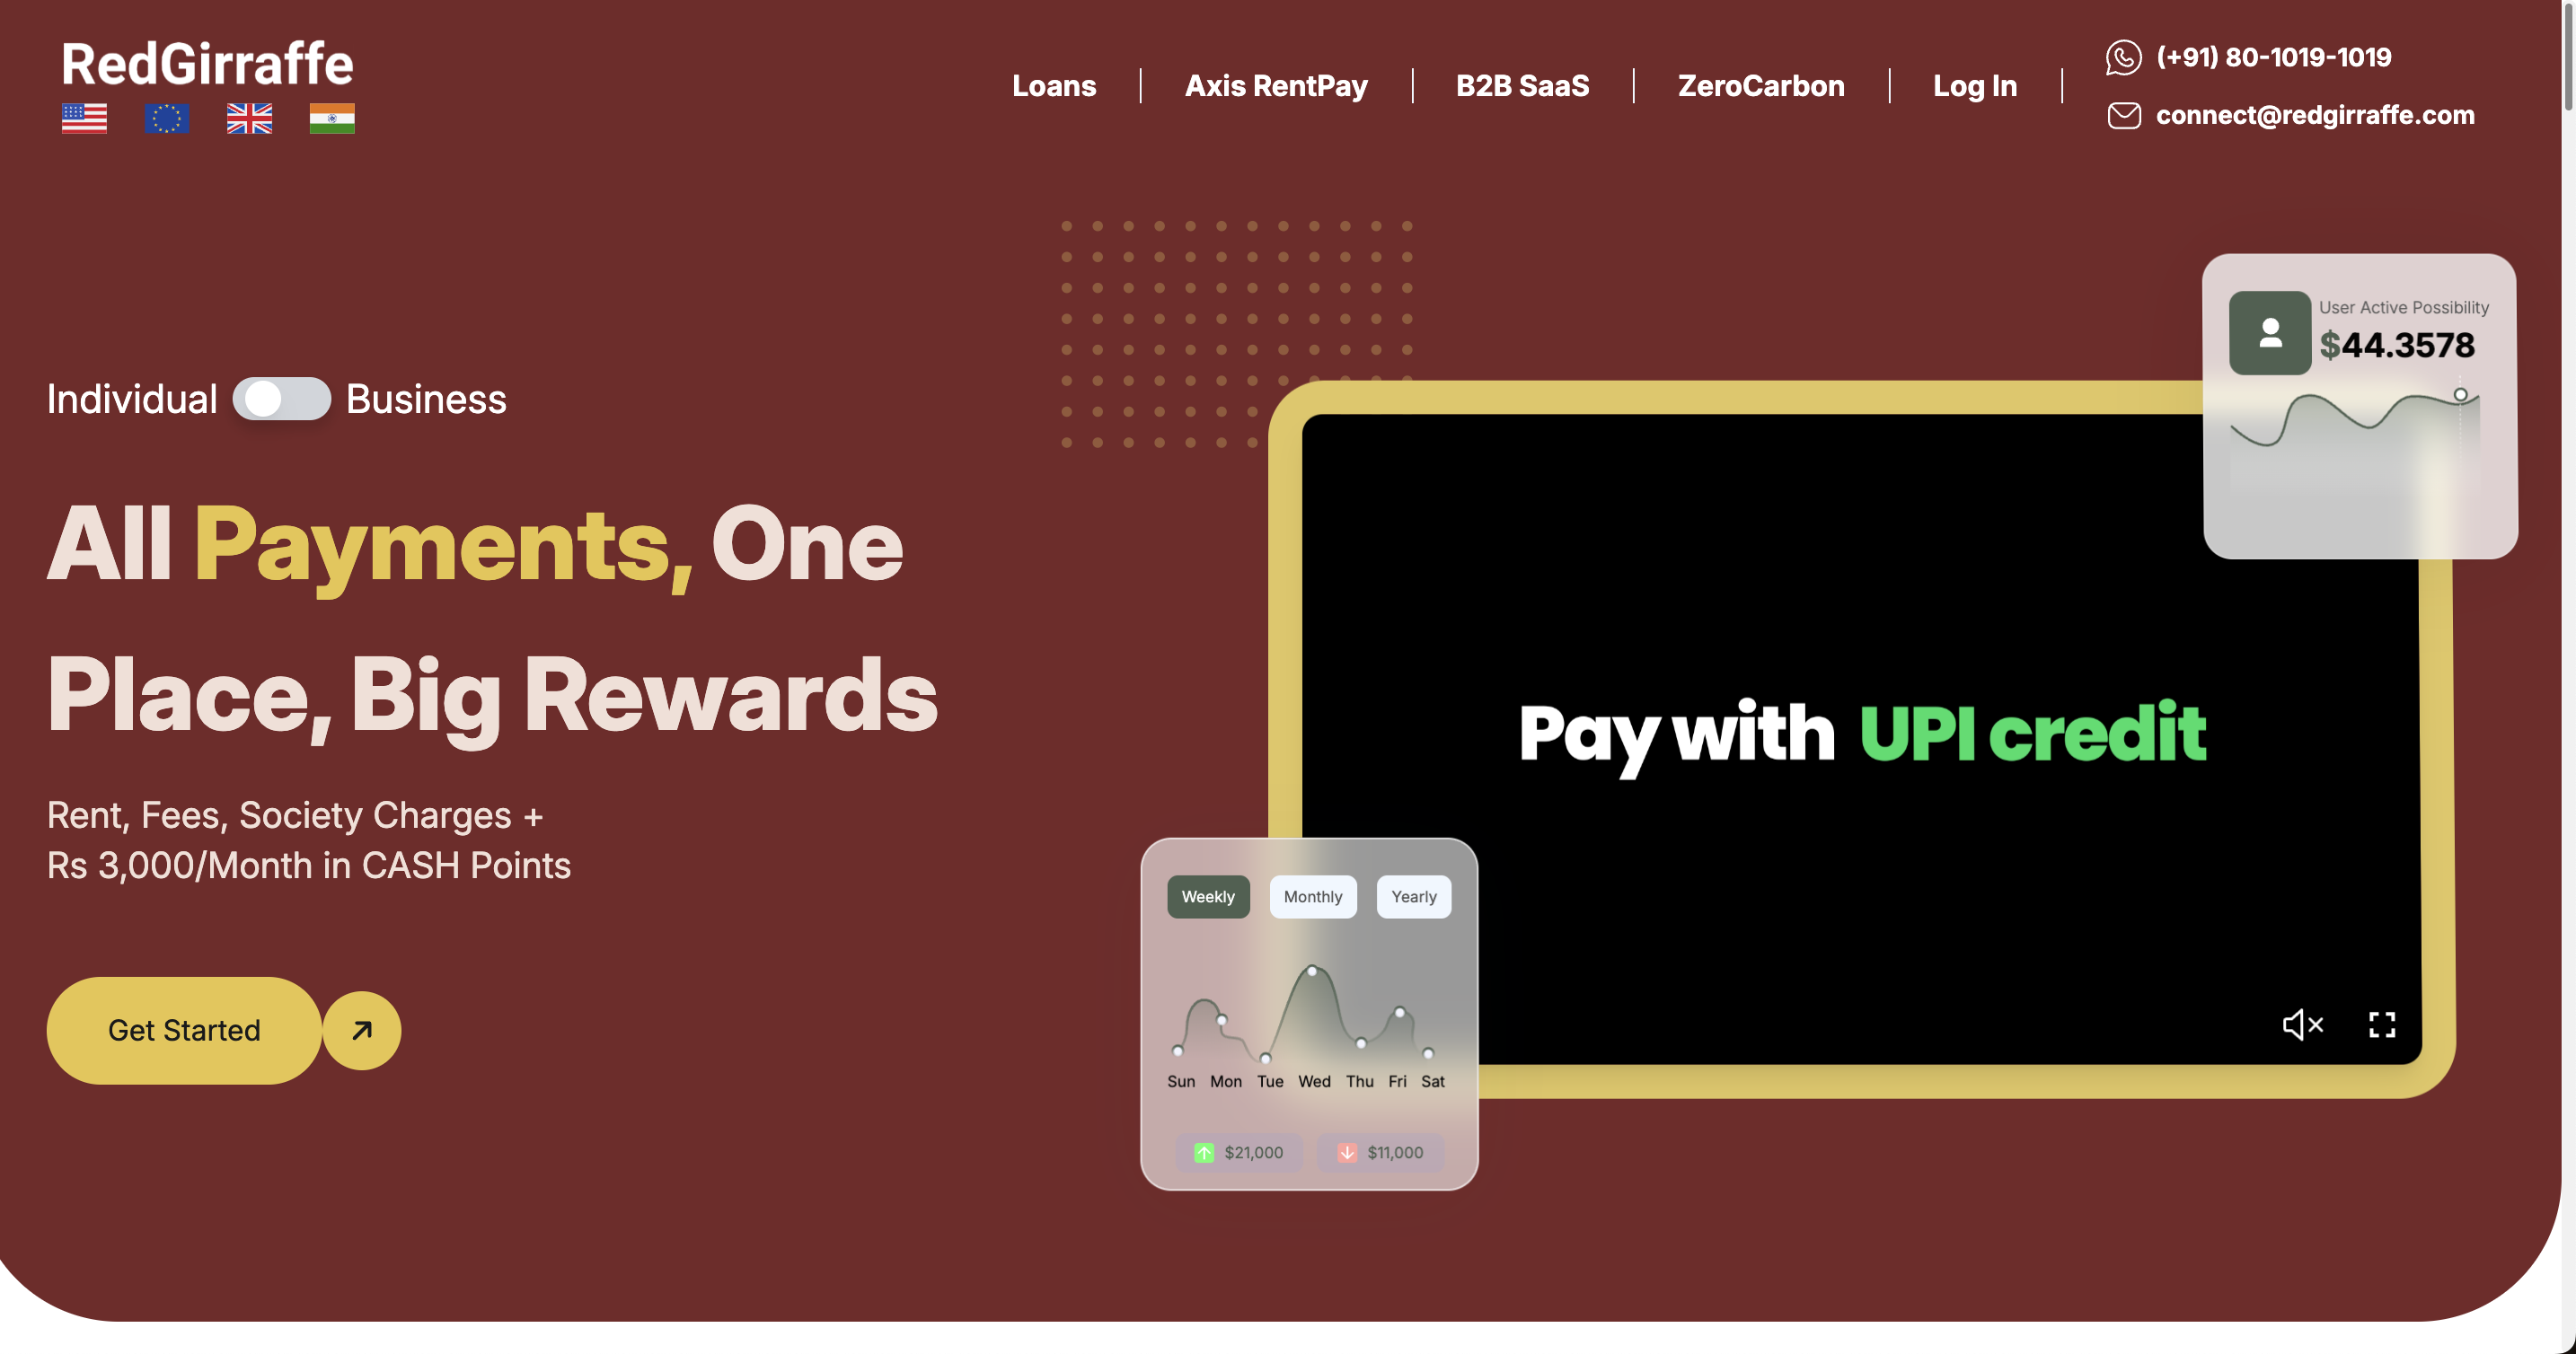 RedGirraffe
Loans
Axis RentPay
B2B SaaS
ZeroCarbon
Log In
(+91) 80-1019-1019
connect@redgirraffe.com
Individual
Business
All Payments, One
Place, Big Rewards
Rent, Fees, Society Charges +
Rs 3,000/Month in CASH Points
Get Started
User Active Possibility
$44.3578
Pay with UPI credit
Weekly Monthly Yearly
Sun Mon Tue Wed Thu Fri Sat
$21,000 $11,000